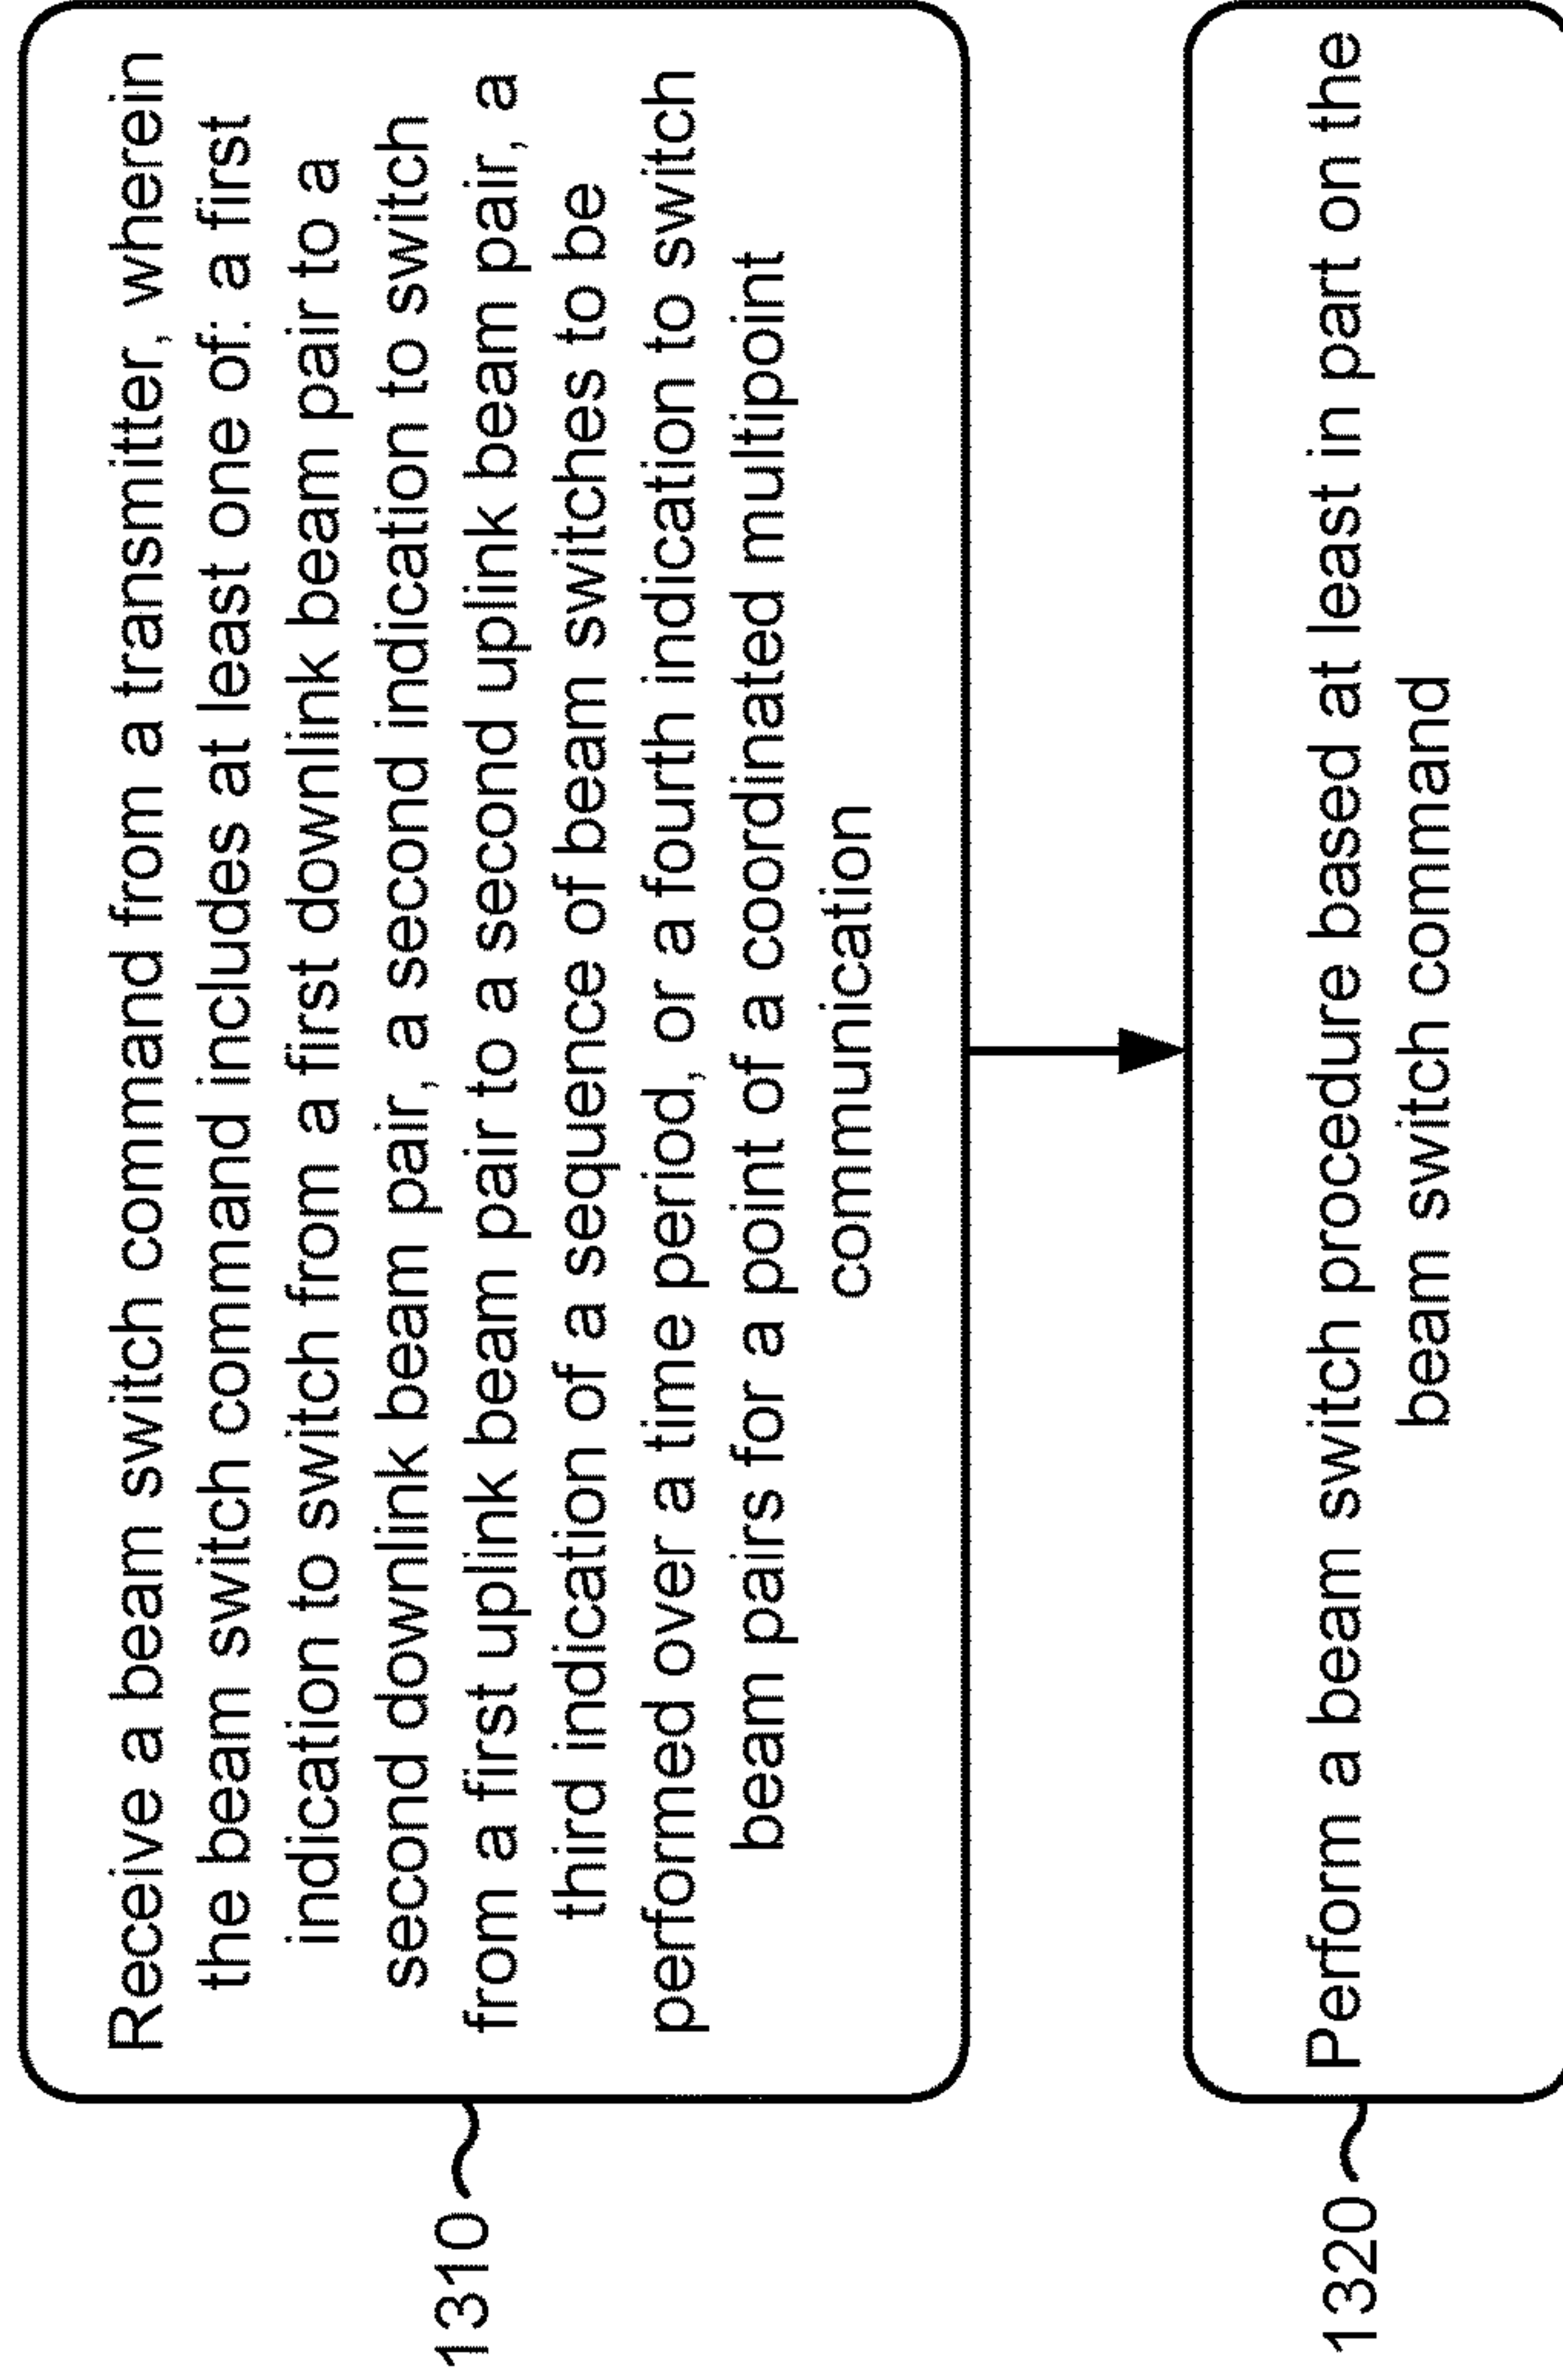 1310
Receive a beam switch command from a transmitter, wherein
the beam switch command includes at least one of: a first
indication to switch from a first downlink beam pair to a
second downlink beam pair, a second indication to switch
from a first uplink beam pair to a second uplink beam pair, a
third indication of a sequence of beam switches to be
performed over a time period, or a fourth indication to switch
beam pairs for a point of a coordinated multipoint
communication
1320
Perform a beam switch procedure based at least in part on the
beam switch command